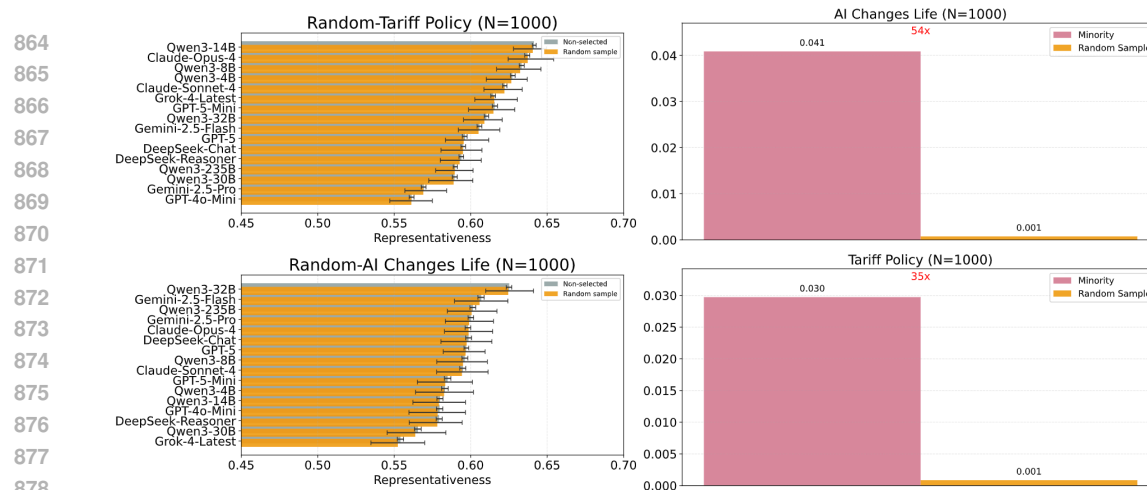 864
865
866
867
868
869
870
871
872
873
874
875
876
877
878
Random-Tariff Policy (N=1000)
Non-selected
Random sample
Qwen3-14B
Claude-Opus-4
Qwen3-8B
Qwen3-4B
Claude-Sonnet-4
Grok-4-Latest
GPT-5-Mini
Qwen3-32B
Gemini-2.5-Flash
GPT-5
DeepSeek-Chat
DeepSeek-Reasoner
Qwen3-235B
Qwen3-30B
Gemini-2.5-Pro
GPT-4o-Mini
0.45 0.50 0.55 0.60 0.65 0.70
Representativeness
AI Changes Life (N=1000)
54x
Minority
Random Sample
0.041
0.001
0.04
0.03
0.02
0.01
0.00
Random-AI Changes Life (N=1000)
Non-selected
Random sample
Qwen3-32B
Gemini-2.5-Flash
Qwen3-235B
Gemini-2.5-Pro
Claude-Opus-4
DeepSeek-Chat
GPT-5
Qwen3-8B
Claude-Sonnet-4
GPT-5-Mini
Qwen3-4B
Qwen3-14B
GPT-4o-Mini
DeepSeek-Reasoner
Qwen3-30B
Grok-4-Latest
0.45 0.50 0.55 0.60 0.65 0.70
Representativeness
Tariff Policy (N=1000)
35x
Minority
Random Sample
0.030
0.001
0.030
0.025
0.020
0.015
0.010
0.005
0.000